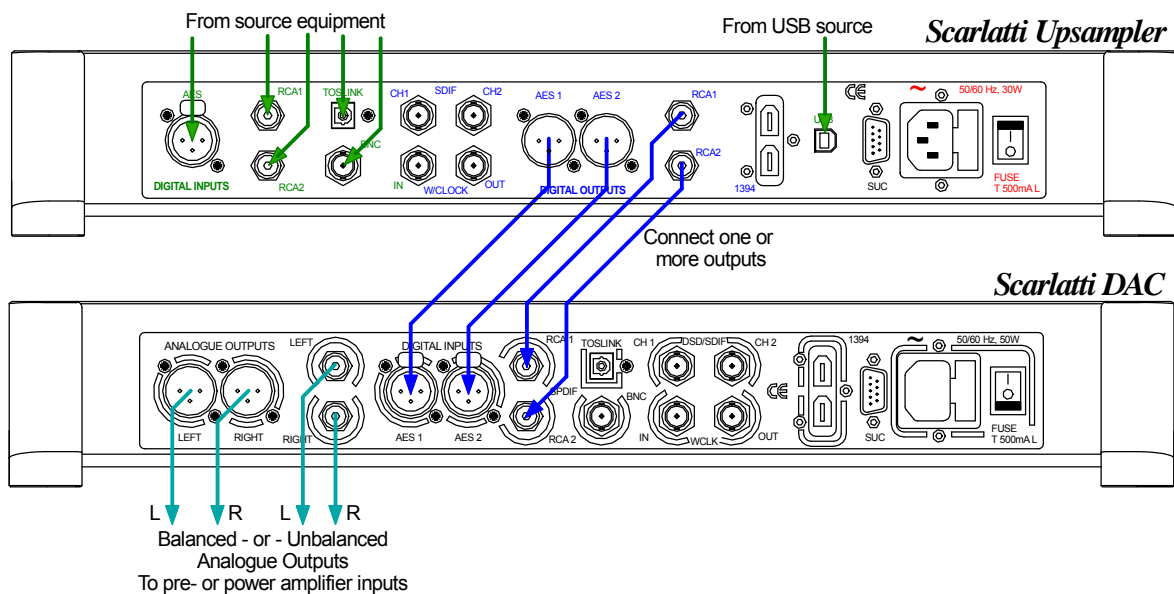 From source equipment
From USB source
Scarlatti Upsampler
AES
RCA1
TOSLINK
CH1
SDIF
CH2
AES 1
AES 2
RCA1
~
50/60 Hz, 30W
BNC
RCA2
DIGITAL INPUTS
RCA2
IN
W/CLOCK
OUT
DIGITAL OUTPUTS
1394
SUC
FUSE
T 500mA L
Connect one or
more outputs
Scarlatti DAC
ANALOGUE OUTPUTS
LEFT
DIGITAL INPUTS
RCA 1
TOSLINK
CH 1
DSD/SDIF
CH 2
1394
~
50/60 Hz, 50W
SPDIF
BNC
LEFT
RIGHT
RIGHT
AES 1
AES 2
RCA 2
IN
WCLK
OUT
SUC
FUSE
T 500mA L
L
R
L
R
Balanced - or - Unbalanced
Analogue Outputs
To pre- or power amplifier inputs